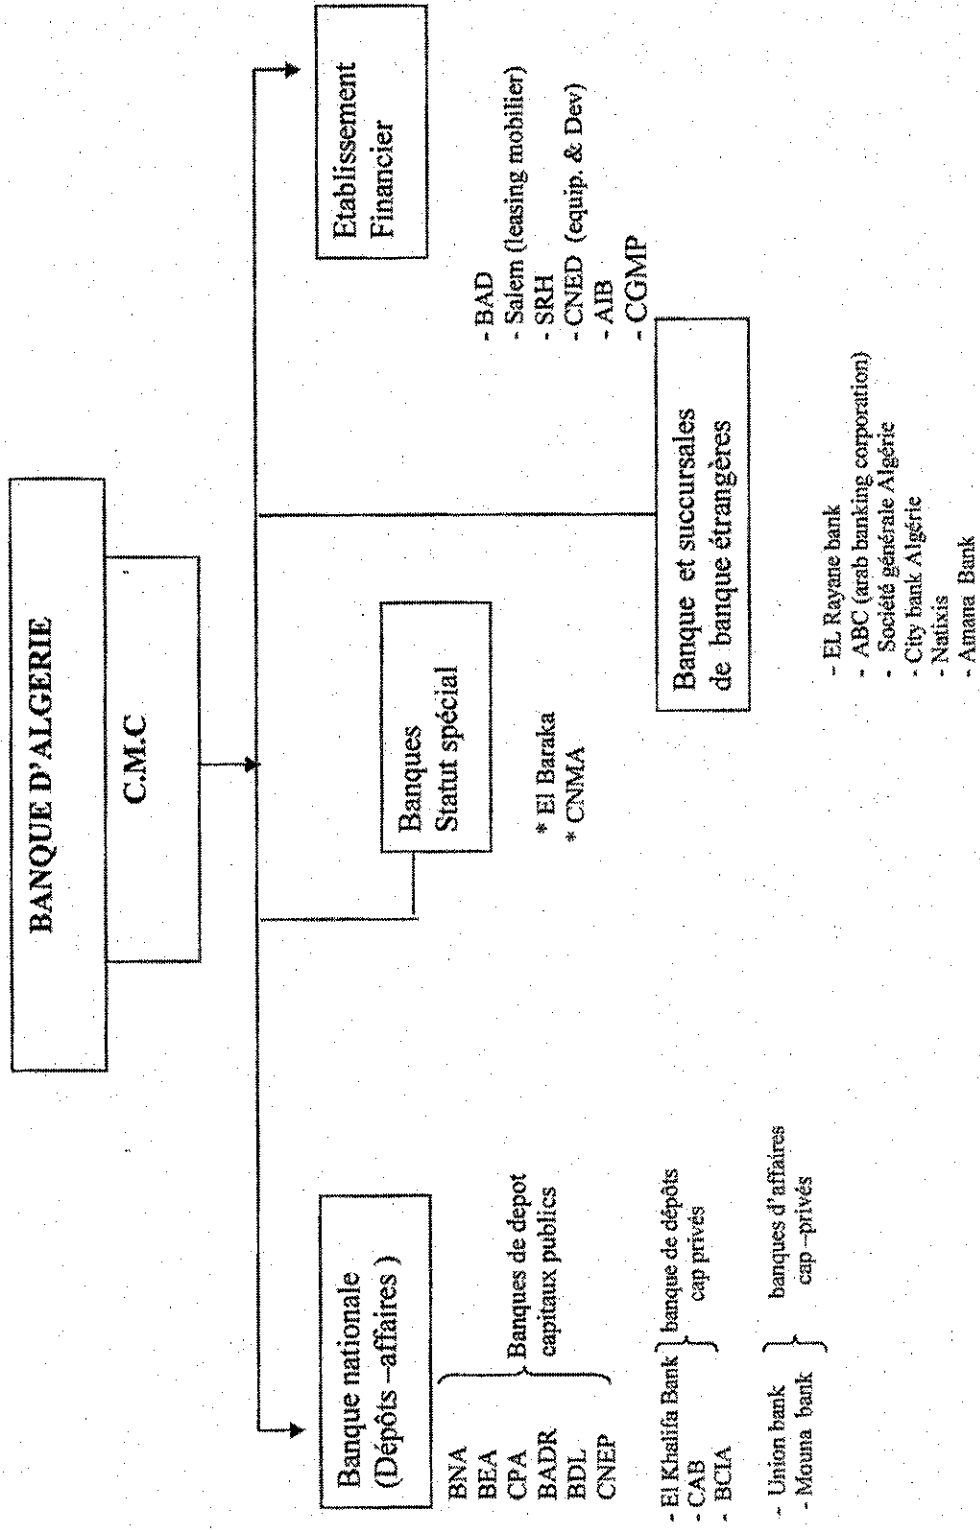 BANQUE D'ALGERIE
C.M.C
Banque nationale
(Dépôts –affaires )
BNA
BEA
CPA
BADR
BDL
CNEP
Banques de depot
capitaux publics
- El Khalifa Bank
- CAB
- BCIA
banque de dépôts
cap privés
- Union bank
- Mouna bank
banques d'affaires
cap –privés
Banques
Statut spécial
* El Baraka
* CNMA
Banque et succursales
de banque étrangères
- EL Rayane bank
- ABC (arab banking corporation)
- Société générale Algérie
- City bank Algérie
- Natixis
- Amana Bank
Etablissement
Financier
- BAD
- Salem (leasing mobilier)
- SRH
- CNED (equip. & Dev)
- AIB
- CGMP